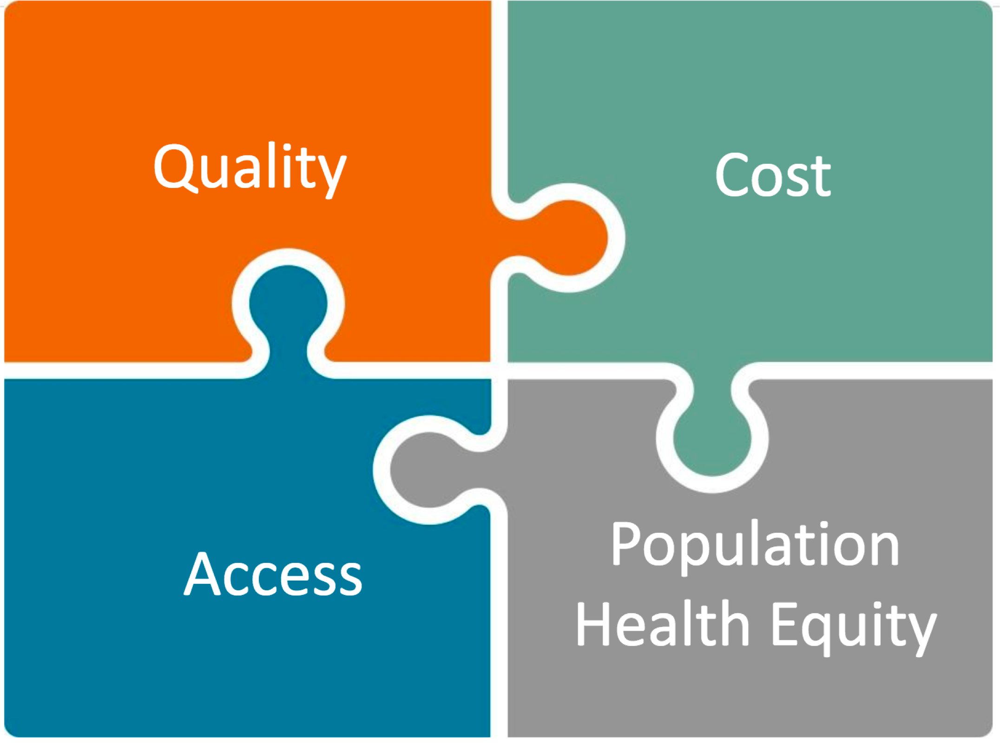 Quality
Cost
Access
Population
Health Equity